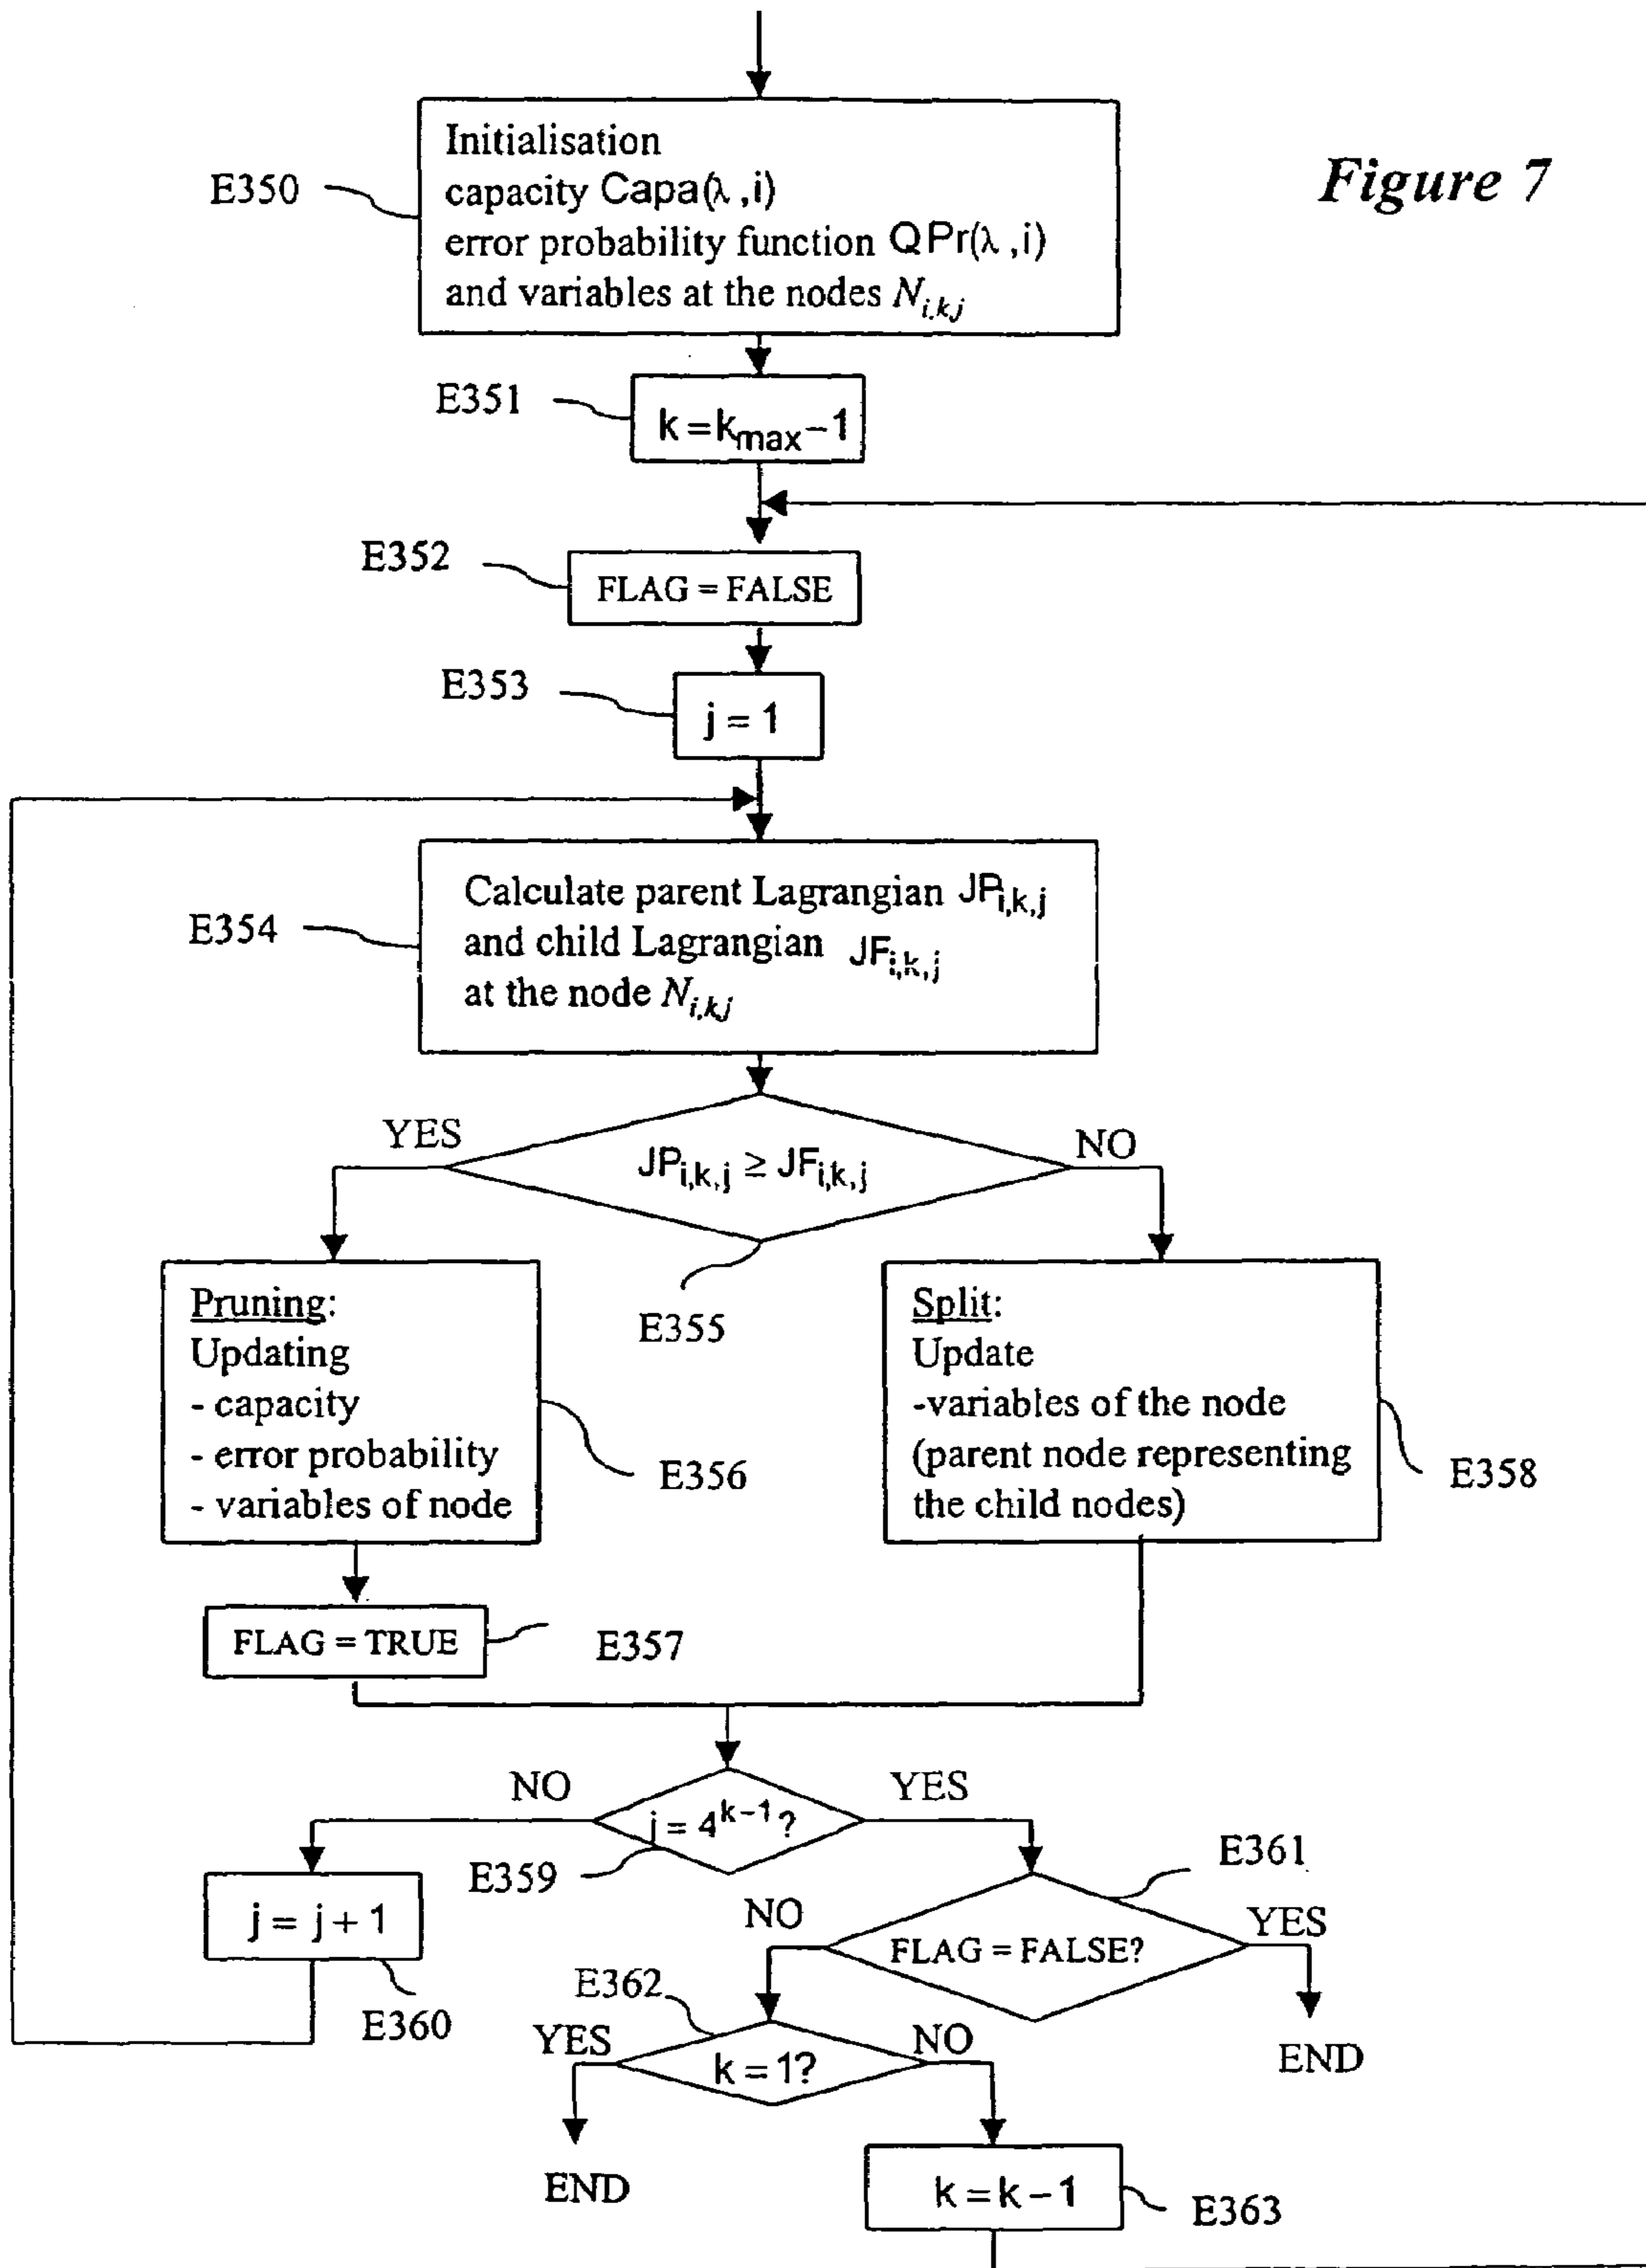 Figure 7
E350
Initialisation
capacity Capa(λ,i)
error probability function QPr(λ,i)
and variables at the nodes N_{i,k,j}
E351
k=k_{max}-1
E352
FLAG = FALSE
E353
j = 1
E354
Calculate parent Lagrangian JP_{i,k,j}
and child Lagrangian JF_{i,k,j}
at the node N_{i,k,j}
YES
JP_{i,k,j} ≥ JF_{i,k,j}
NO
E355
Pruning:
Updating
- capacity
- error probability
- variables of node
E356
Split:
Update
-variables of the node
(parent node representing
the child nodes)
E358
FLAG = TRUE
E357
NO
j = 4^{k-1}?
YES
E359
E361
j = j + 1
E360
NO
FLAG = FALSE?
YES
END
E362
YES
k = 1?
NO
END
k = k - 1
E363